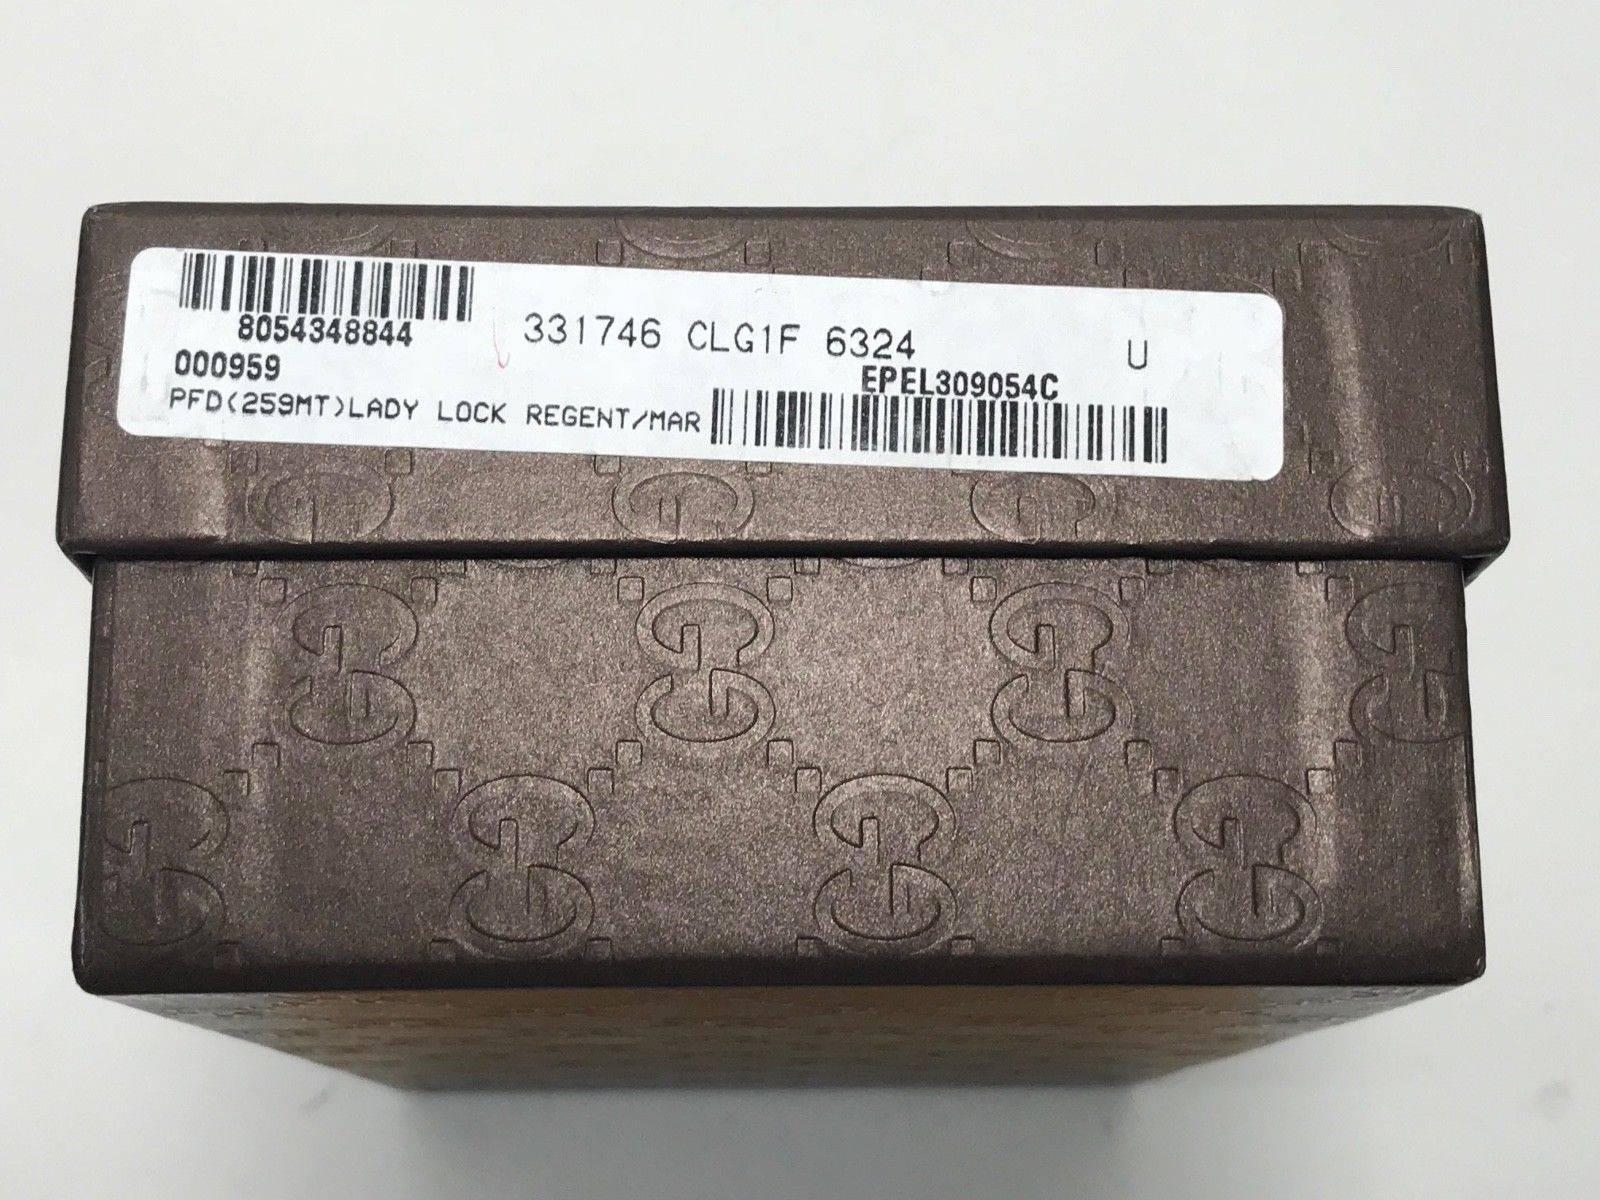 8054348844
331746 CLG1F 6324 U
000959
EPEL309054C
PFD(259MT)LADY LOCK REGENT/MAR